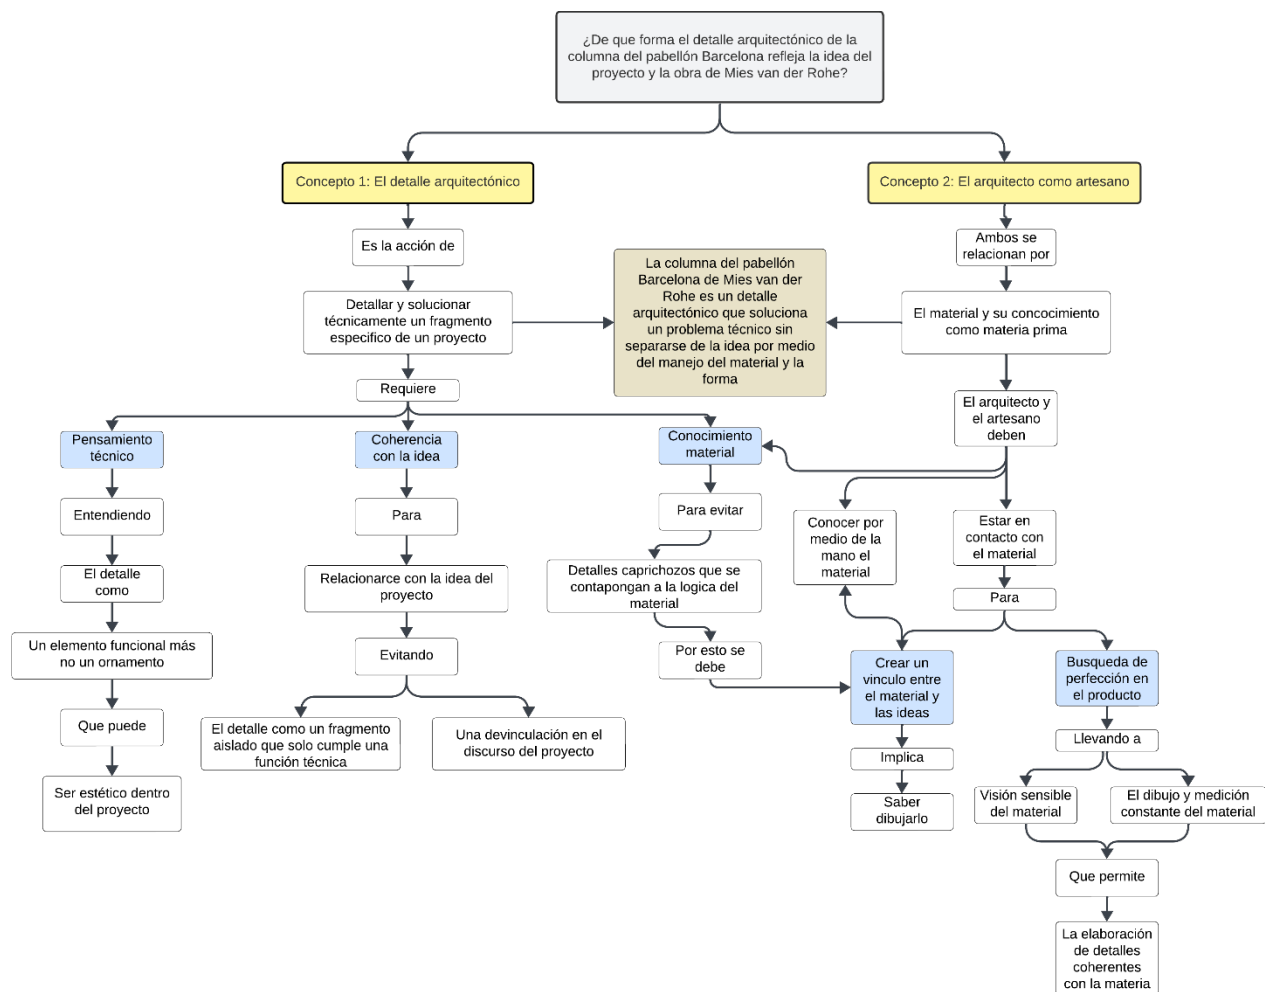 ¿De que forma el detalle arquitectónico de la
columna del pabellón Barcelona refleja la idea del
proyecto y la obra de Mies van der Rohe?
Concepto 1: El detalle arquitectónico
Concepto 2: El arquitecto como artesano
Es la acción de
Ambos se
relacionan por
La columna del pabellón
Barcelona de Mies van der
Rohe es un detalle
arquitectónico que soluciona
un problema técnico sin
separarse de la idea por medio
del manejo del material y la
forma
Detallar y solucionar
técnicamente un fragmento
especifico de un proyecto
El material y su concocimiento
como materia prima
Requiere
El arquitecto y
el artesano
deben
Pensamiento
técnico
Coherencia
con la idea
Conocimiento
material
Entendiendo
Para
Para evitar
Conocer por
medio de la
mano el
material
Estar en
contacto con
el material
El detalle
como
Relacionarce con la idea del
proyecto
Detalles caprichozos que se
contapongan a la logica del
material
Para
Un elemento funcional más
no un ornamento
Evitando
Por esto se
debe
Crear un
vinculo entre
el material y
las ideas
Busqueda de
perfección en
el producto
Que puede
El detalle como un fragmento
aislado que solo cumple una
función técnica
Una devinculación en el
discurso del proyecto
Implica
Llevando a
Ser estético dentro
del proyecto
Saber
dibujarlo
Visión sensible
del material
El dibujo y medición
constante del material
Que permite
La elaboración
de detalles
coherentes
con la materia